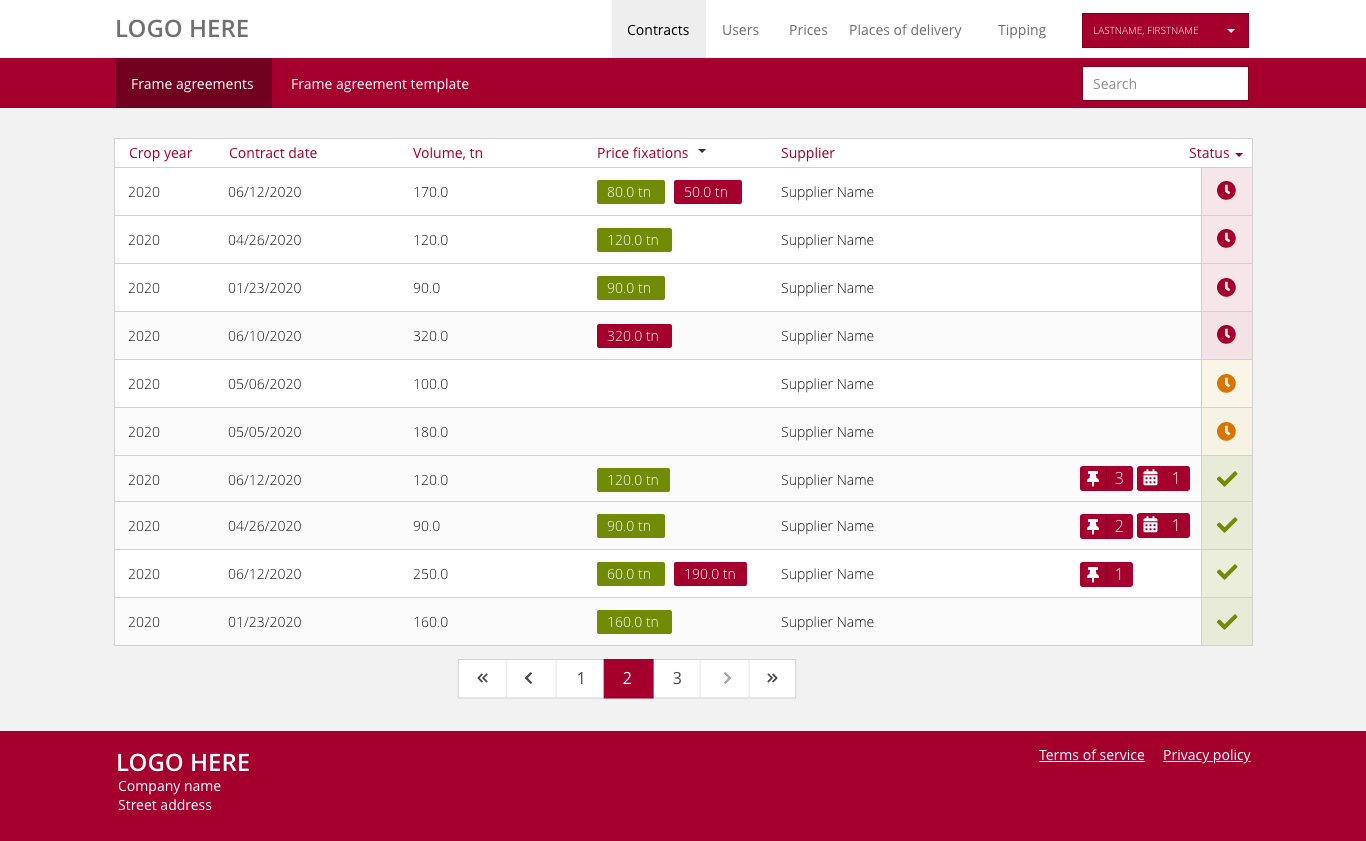 LOGO HERE
Contracts Users Prices Places of delivery Tipping LASTNAME, FIRSTNAME
Frame agreements Frame agreement template Search
Crop year Contract date Volume, tn Price fixations Supplier Status
2020 06/12/2020 170.0 80.0 tn 50.0 tn Supplier Name
2020 04/26/2020 120.0 120.0 tn Supplier Name
2020 01/23/2020 90.0 90.0 tn Supplier Name
2020 06/10/2020 320.0 320.0 tn Supplier Name
2020 05/06/2020 100.0 Supplier Name
2020 05/05/2020 180.0 Supplier Name
2020 06/12/2020 120.0 120.0 tn Supplier Name 3 1
2020 04/26/2020 90.0 90.0 tn Supplier Name 2 1
2020 06/12/2020 250.0 60.0 tn 190.0 tn Supplier Name 1
2020 01/23/2020 160.0 160.0 tn Supplier Name
« ‹ 1 2 3 › »
LOGO HERE
Company name
Street address
Terms of service Privacy policy